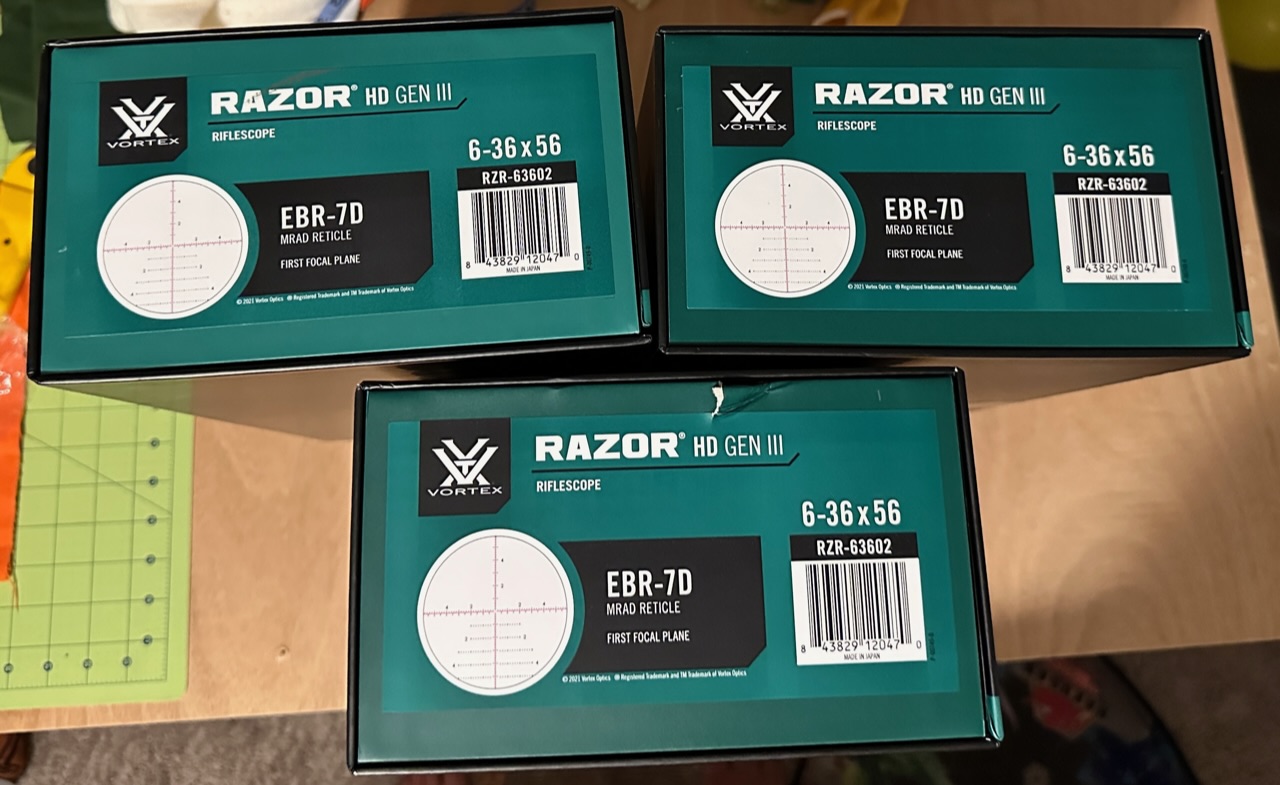 VORTEX
RAZOR® HD GEN III
RIFLESCOPE
6-36x56
RZR-63602
EBR-7D
MRAD RETICLE
FIRST FOCAL PLANE
8 43829 12047 0
MADE IN JAPAN
© 2021 Vortex Optics ® Registered Trademark and TM Trademark of Vortex Optics
VORTEX
RAZOR® HD GEN III
RIFLESCOPE
6-36x56
RZR-63602
EBR-7D
MRAD RETICLE
FIRST FOCAL PLANE
8 43829 12047 0
MADE IN JAPAN
© 2021 Vortex Optics ® Registered Trademark and TM Trademark of Vortex Optics
VORTEX
RAZOR® HD GEN III
RIFLESCOPE
6-36x56
RZR-63602
EBR-7D
MRAD RETICLE
FIRST FOCAL PLANE
8 43829 12047 0
MADE IN JAPAN
© 2021 Vortex Optics ® Registered Trademark and TM Trademark of Vortex Optics